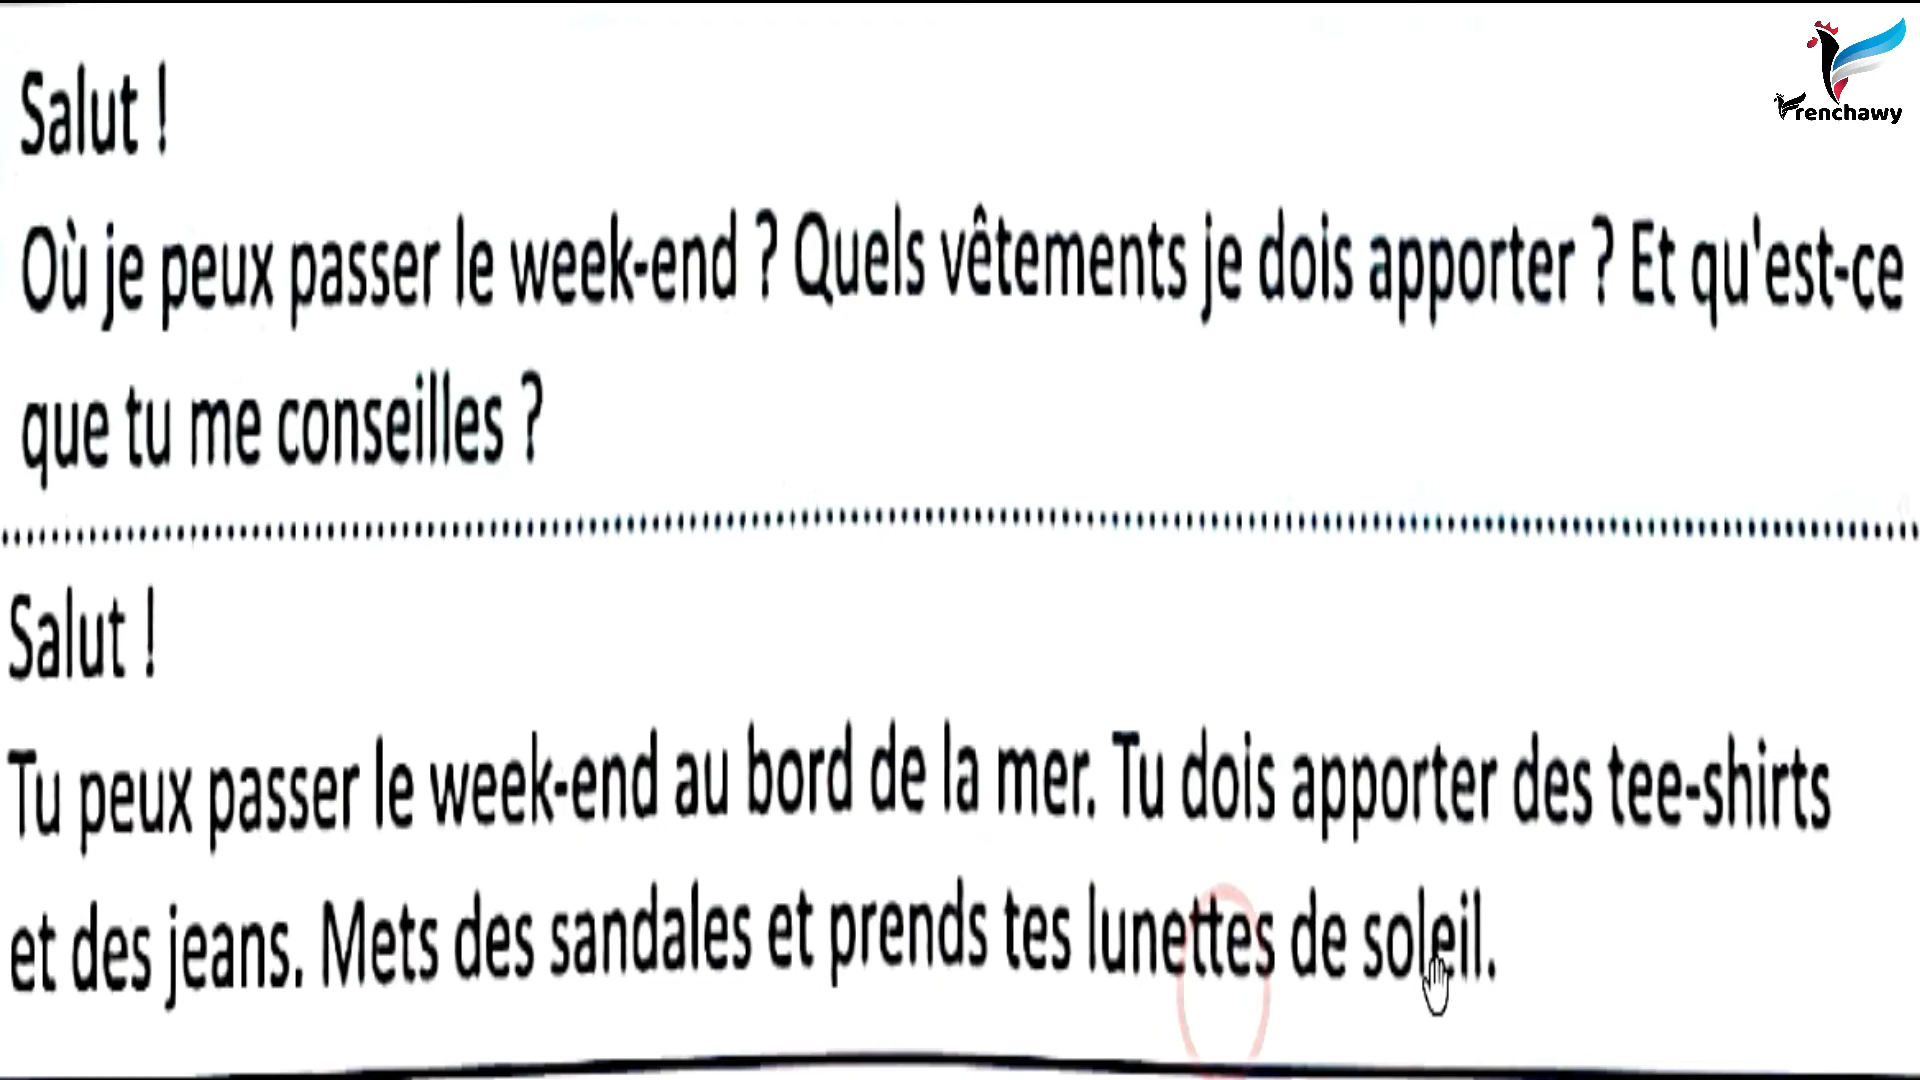 Frenchawy
Salut !
Où je peux passer le week-end ? Quels vêtements je dois apporter ? Et qu'est-ce
que tu me conseilles ?
Salut !
Tu peux passer le week-end au bord de la mer. Tu dois apporter des tee-shirts
et des jeans. Mets des sandales et prends tes lunettes de soleil.